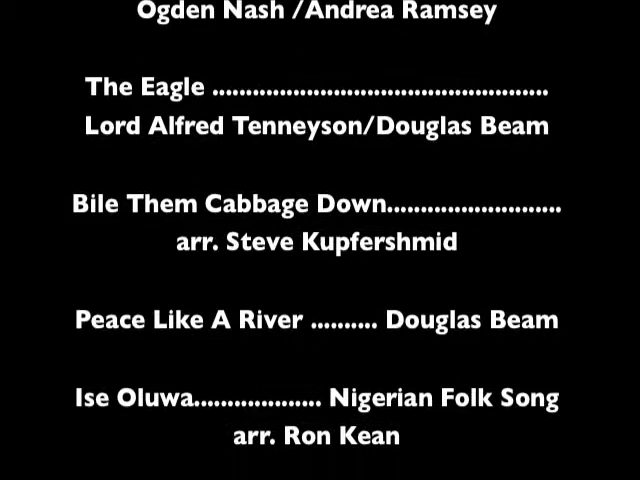 Ogden Nash /Andrea Ramsey
The Eagle ..................................................
Lord Alfred Tenneyson/Douglas Beam
Bile Them Cabbage Down..........................
arr. Steve Kupfershmid
Peace Like A River .......... Douglas Beam
Ise Oluwa................... Nigerian Folk Song
arr. Ron Kean